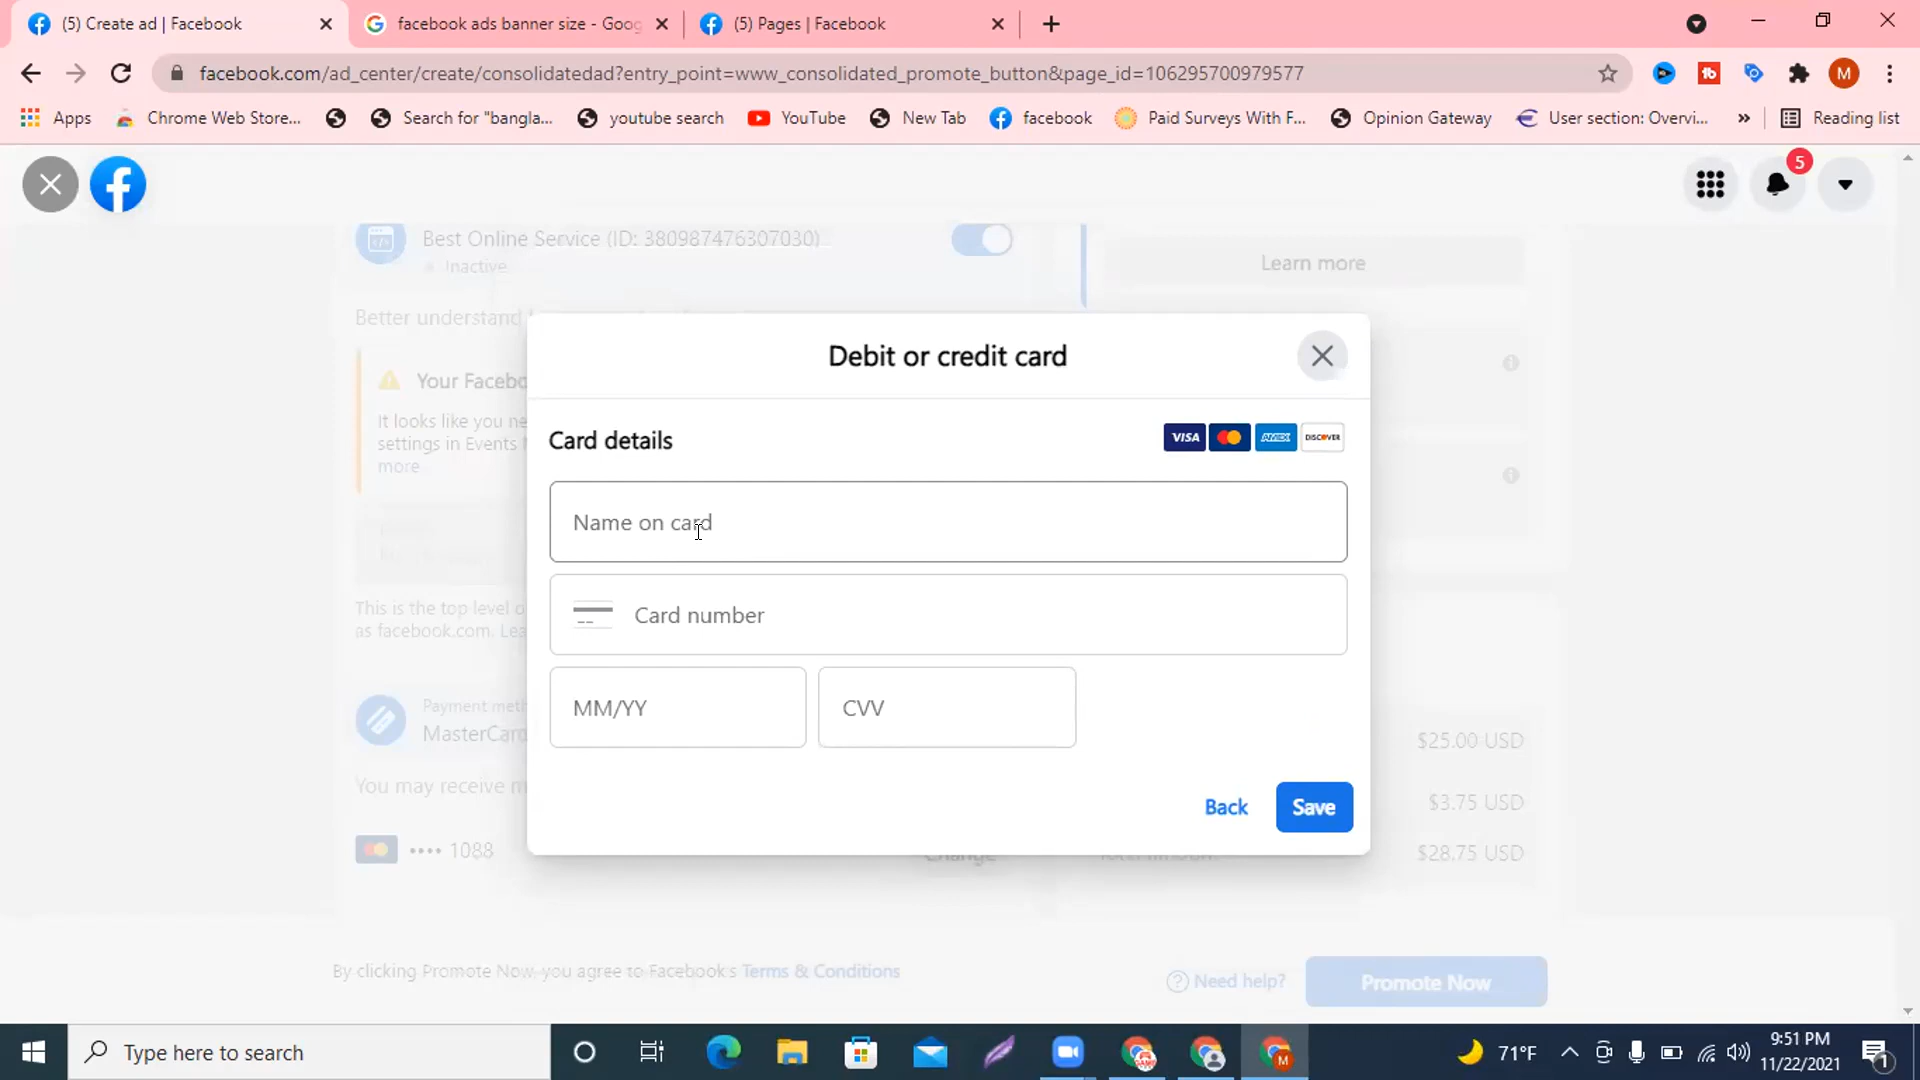 (5) Create ad | Facebook
facebook ads banner size - Goog
(5) Pages | Facebook
facebook.com/ad_center/create/consolidatedad?entry_point=www_consolidated_promote_button&page_id=106295700979577
M
Apps
Chrome Web Store...
Search for "bangla...
youtube search
YouTube
New Tab
facebook
Paid Surveys With F...
Opinion Gateway
User section: Overvi...
»
Reading list
5
Best Online Service (ID: 380987476307030)
Inactive
Learn more
Better understand
Your Facebo
It looks like you ne
settings in Events
more
This is the top level
as facebook.com. Lea
Debit or credit card
Card details
VISA
AMEX
DISCOVER
Name on card
Card number
MM/YY
CVV
Back
Save
Payment meth
MasterCard
You may receive
•••• 1088
Change
$25.00 USD
$3.75 USD
$28.75 USD
By clicking Promote Now, you agree to Facebook's Terms & Conditions
Need help?
Promote Now
Type here to search
71°F
9:51 PM
11/22/2021
1